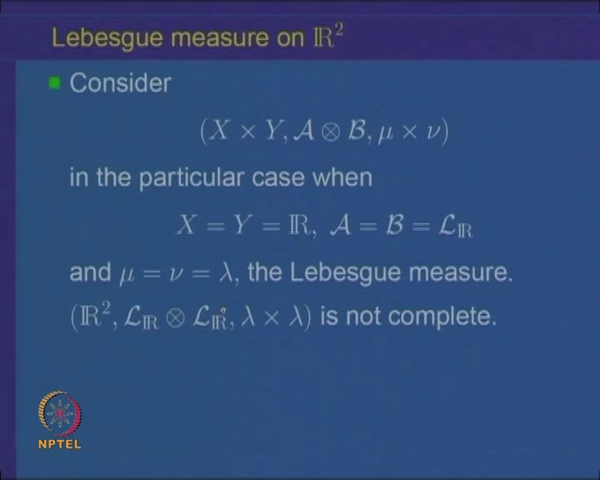 Lebesgue measure on ℝ²
Consider
(X × Y, 𝒜 ⊗ ℬ, μ × ν)
in the particular case when
X = Y = ℝ, 𝒜 = ℬ = ℒ_ℝ
and μ = ν = λ, the Lebesgue measure.
(ℝ², ℒ_ℝ ⊗ ℒ_ℝ, λ × λ) is not complete.
NPTEL